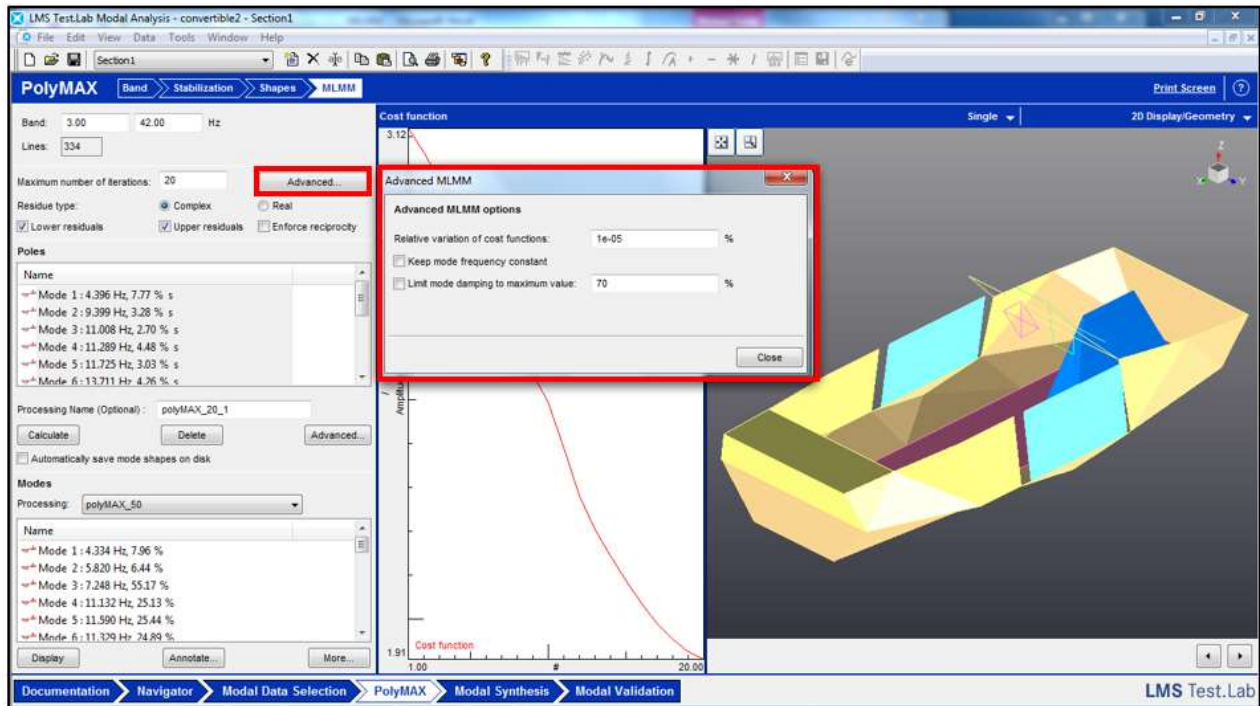 LMS Test.Lab Modal Analysis - convertible2 - Section1
File Edit View Data Tools Window Help
Section1
PolyMAX Band Stabilization Shapes MLMM Print Screen ?
Band: 3.00 42.00 Hz
Lines: 334
Maximum number of iterations: 20 Advanced...
Residue type: Complex Real
Lower residuals Upper residuals Enforce reciprocity
Poles
Name
Mode 1 : 4.396 Hz, 7.77 % s
Mode 2 : 9.399 Hz, 3.28 % s
Mode 3 : 11.008 Hz, 2.70 % s
Mode 4 : 11.289 Hz, 4.48 % s
Mode 5 : 11.725 Hz, 3.03 % s
Mode 6 : 13.711 Hz, 4.26 % s
Processing Name (Optional) : polyMAX_20_1
Calculate Delete Advanced...
Automatically save mode shapes on disk
Modes
Processing: polyMAX_50
Name
Mode 1 : 4.334 Hz, 7.96 %
Mode 2 : 5.820 Hz, 6.44 %
Mode 3 : 7.248 Hz, 55.17 %
Mode 4 : 11.132 Hz, 25.13 %
Mode 5 : 11.590 Hz, 25.44 %
Mode 6 : 11.329 Hz, 24.89 %
Display Annotate... More...
Cost function Single 2D Display/Geometry
3.12
Advanced MLMM
Advanced MLMM options
Relative variation of cost functions: 1e-05 %
Keep mode frequency constant
Limit mode damping to maximum value: 70 %
Close
/
1.91
Cost function
1.00 # 20.00
z
x y
Documentation Navigator Modal Data Selection PolyMAX Modal Synthesis Modal Validation LMS Test.Lab